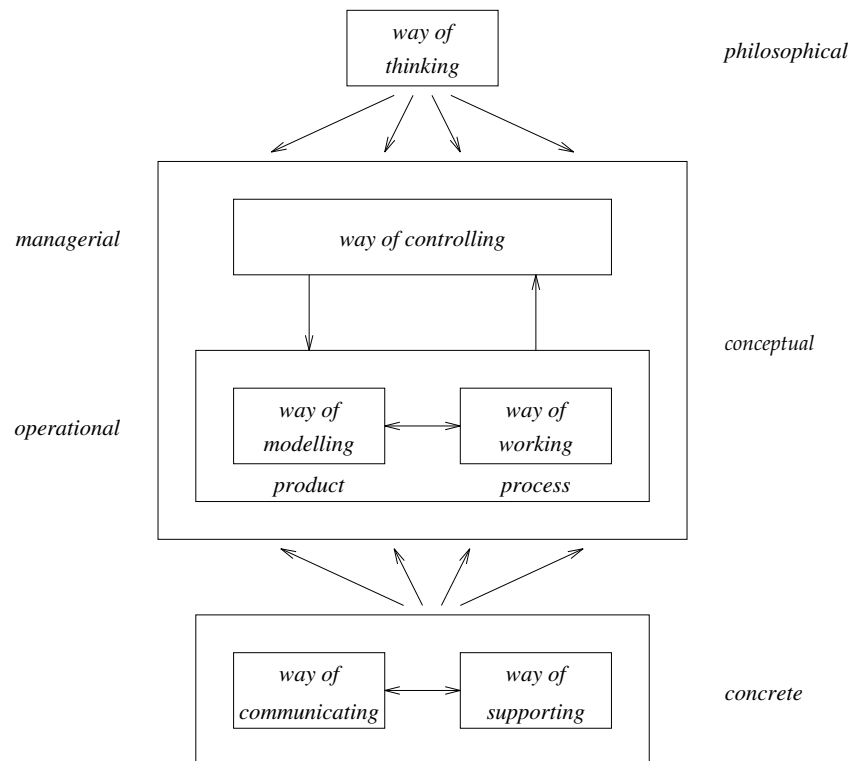 way of
thinking
philosophical
managerial
way of controlling
conceptual
operational
way of
modelling
way of
working
product
process
way of
communicating
way of
supporting
concrete